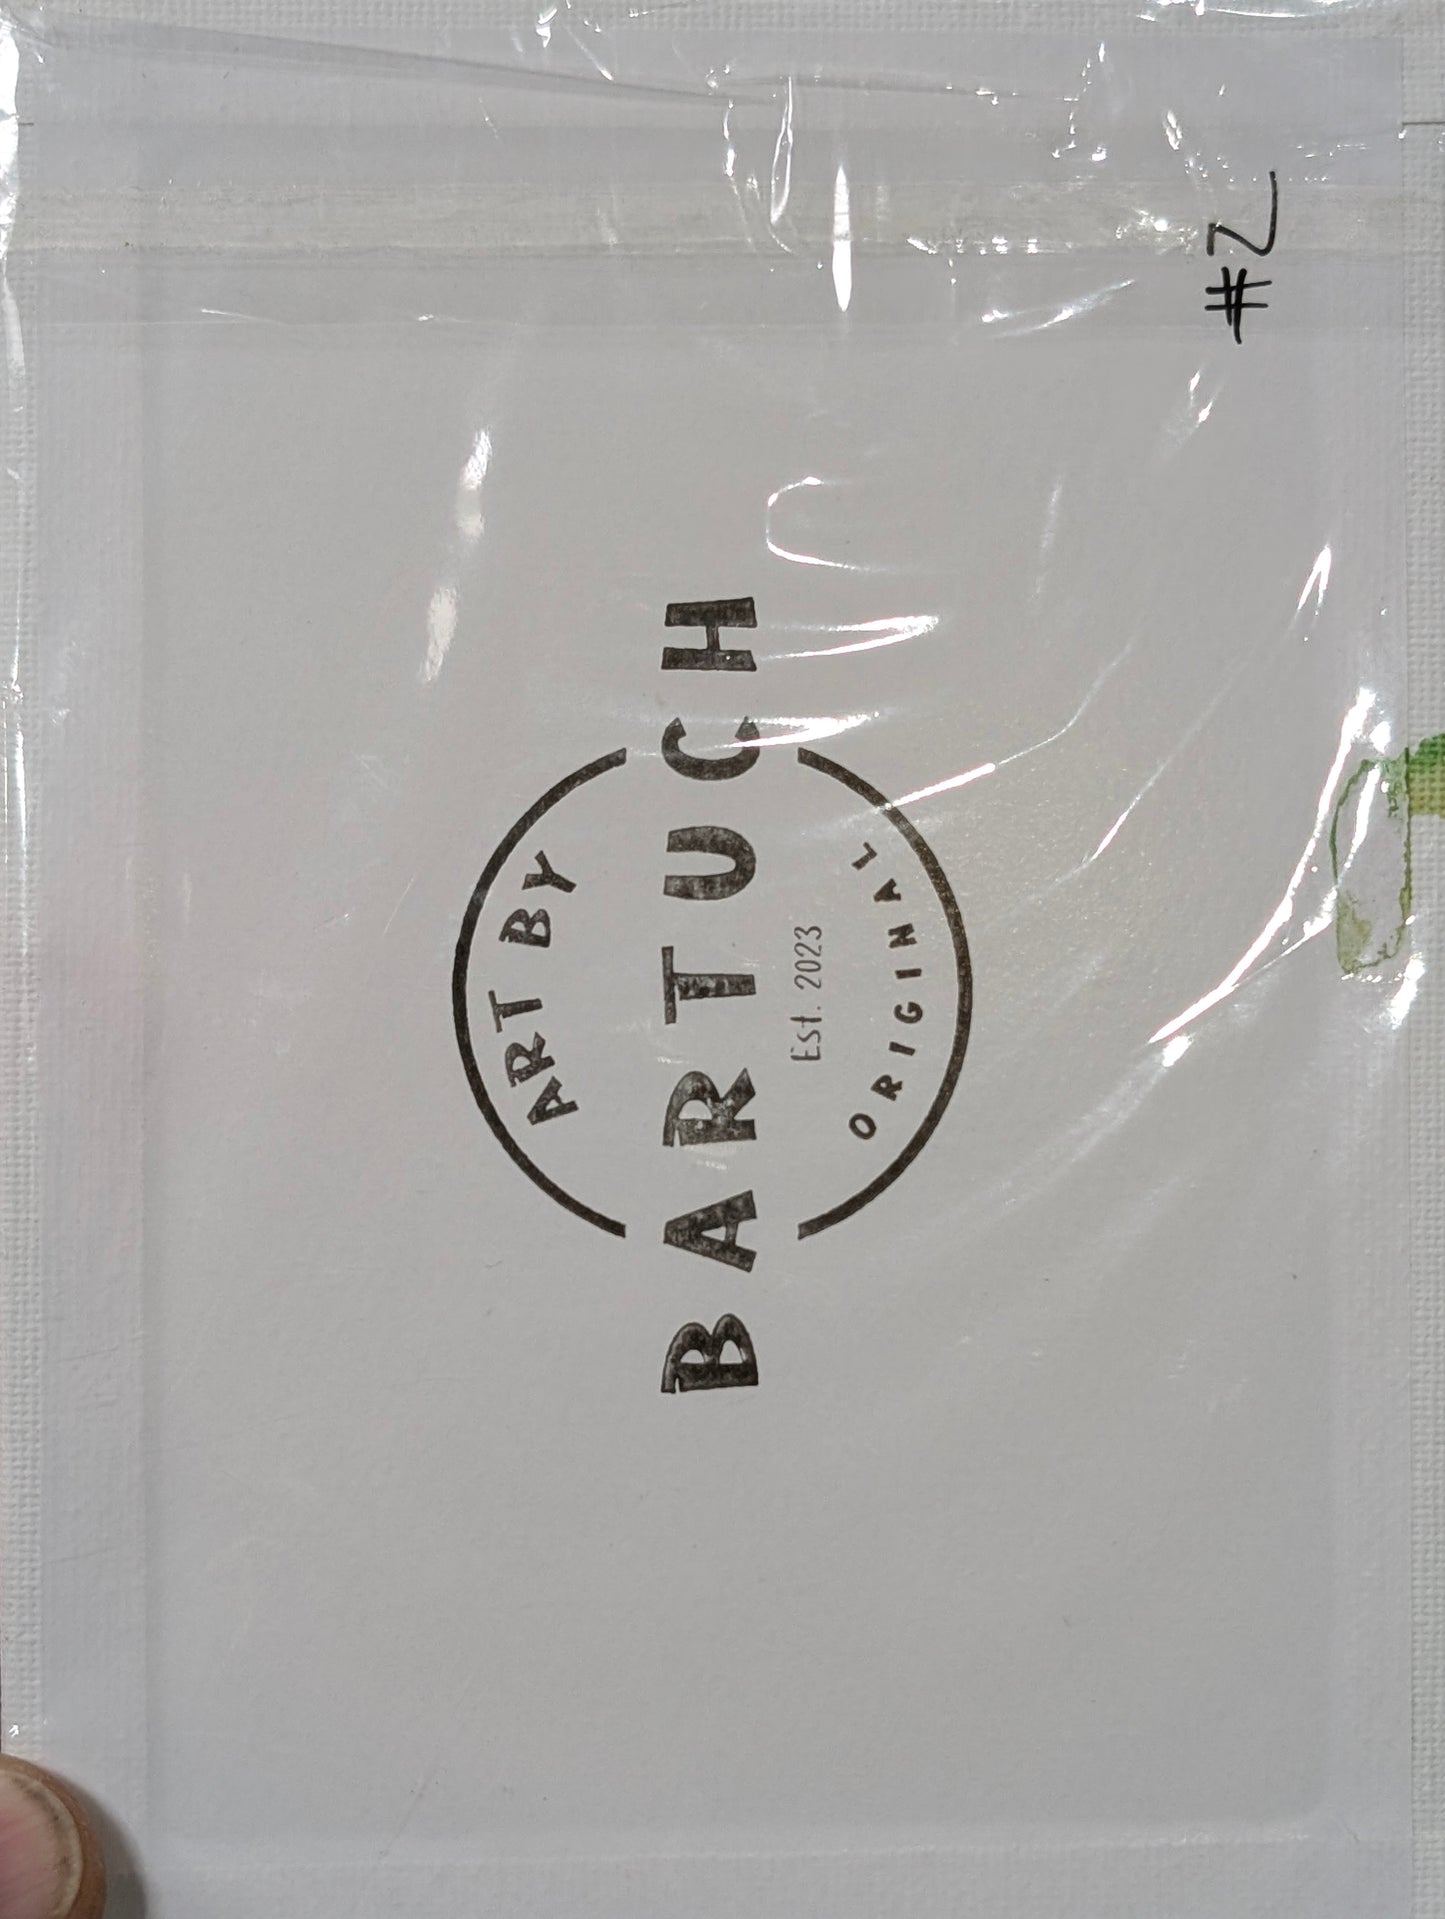 #2
ART BY
BARTUCH
Est. 2023
ORIGINAL